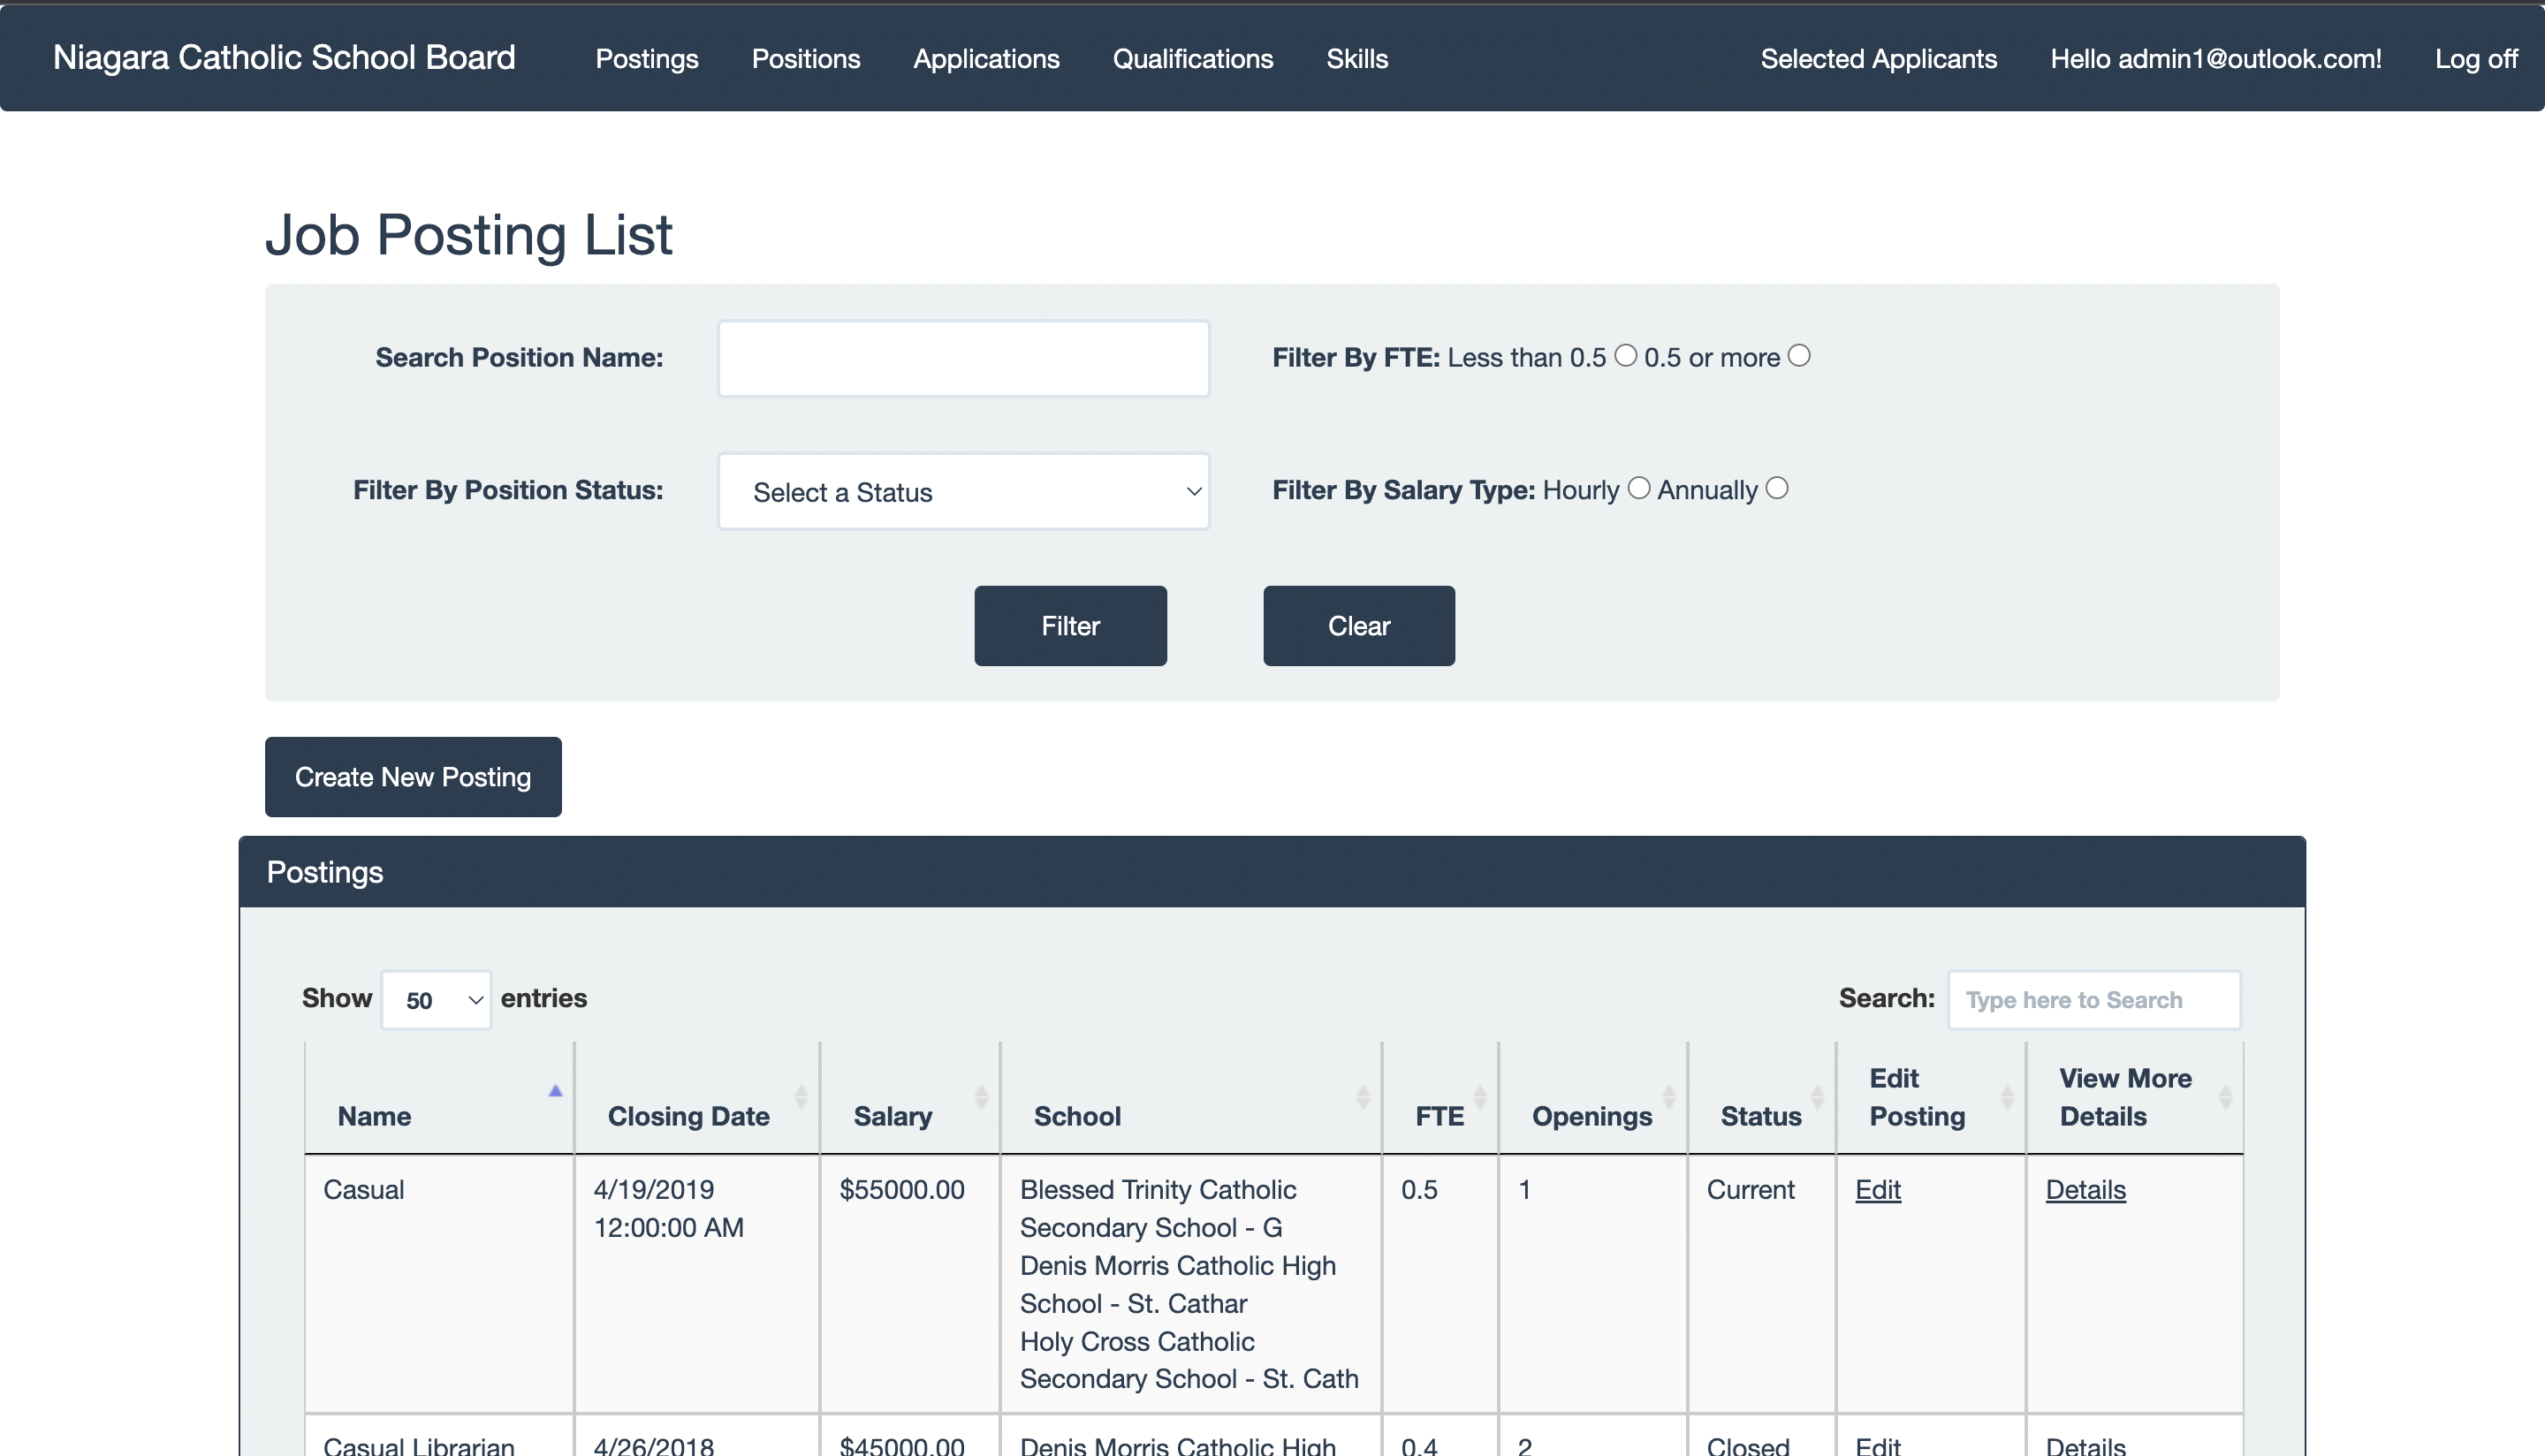 Niagara Catholic School Board Postings Positions Applications Qualifications Skills Selected Applicants Hello admin1@outlook.com! Log off
Job Posting List
Search Position Name: Filter By FTE: Less than 0.5 0.5 or more
Filter By Position Status: Select a Status Filter By Salary Type: Hourly Annually
Filter Clear
Create New Posting
Postings
Show 50 entries Search: Type here to Search
Name Closing Date Salary School FTE Openings Status Edit Posting View More Details
Casual 4/19/2019 $55000.00 Blessed Trinity Catholic 0.5 1 Current Edit Details
12:00:00 AM Secondary School - G
Denis Morris Catholic High
School - St. Cathar
Holy Cross Catholic
Secondary School - St. Cath
Casual Librarian 4/26/2018 $45000.00 Denis Morris Catholic High 0.4 2 Closed Edit Details